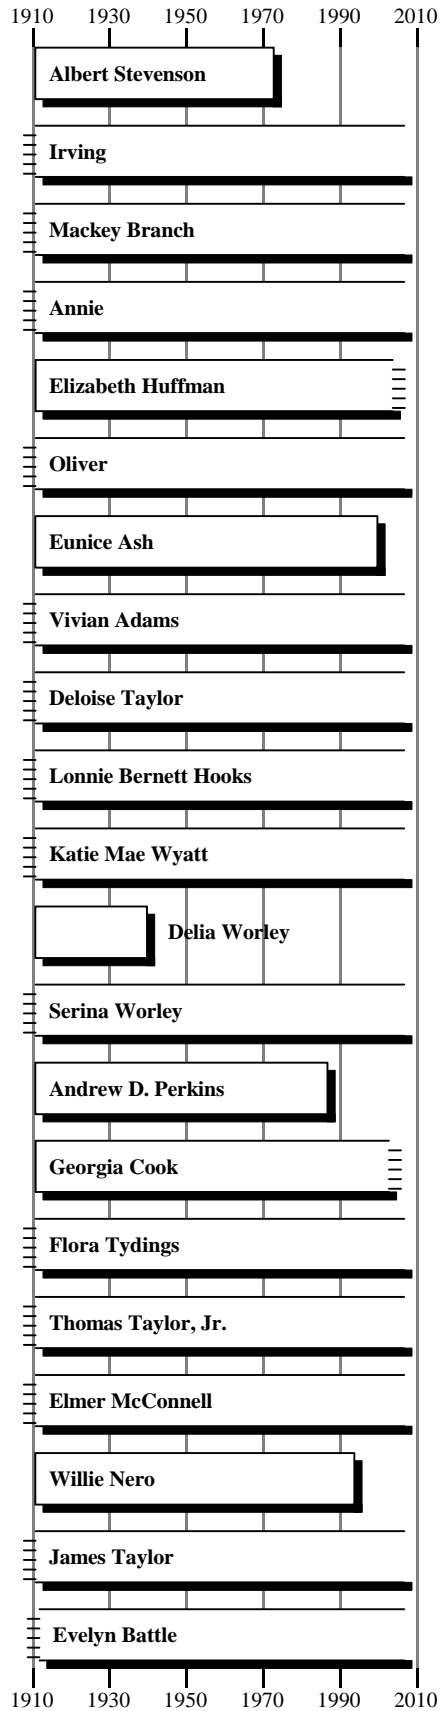 1910 1930 1950 1970 1990 2010
Albert Stevenson
Irving
Mackey Branch
Annie
Elizabeth Huffman
Oliver
Eunice Ash
Vivian Adams
Deloise Taylor
Lonnie Bernett Hooks
Katie Mae Wyatt
Delia Worley
Serina Worley
Andrew D. Perkins
Georgia Cook
Flora Tydings
Thomas Taylor, Jr.
Elmer McConnell
Willie Nero
James Taylor
Evelyn Battle
1910 1930 1950 1970 1990 2010